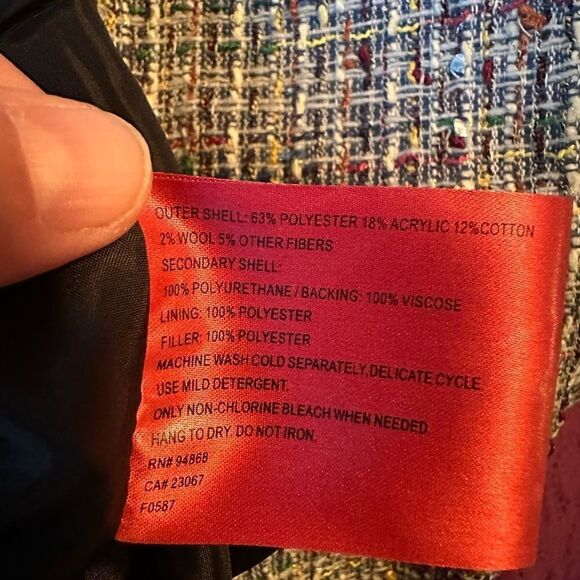 OUTER SHELL: 63% POLYESTER 18% ACRYLIC 12%COTTON
2% WOOL 5% OTHER FIBERS
SECONDARY SHELL:
100% POLYURETHANE / BACKING: 100% VISCOSE
LINING: 100% POLYESTER
FILLER: 100% POLYESTER
MACHINE WASH COLD SEPARATELY,DELICATE CYCLE.
USE MILD DETERGENT.
ONLY NON-CHLORINE BLEACH WHEN NEEDED.
HANG TO DRY. DO NOT IRON.
RN# 94868
CA# 23067
F0587